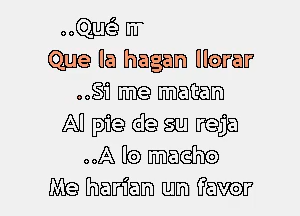 ..Qué
Que la hagan llorar
..Si me matan
Al pie de su reja
..A lo macho
Me harían un favor